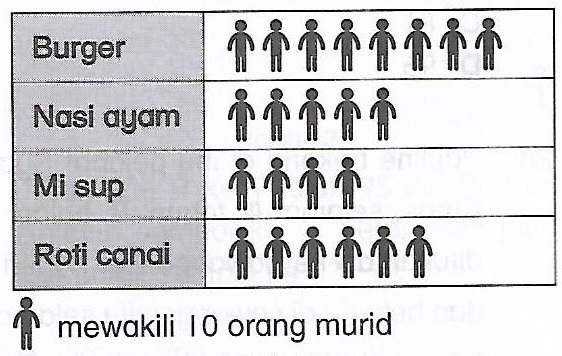 Burger
Nasi ayam
Mi sup
Roti canai
mewakili 10 orang murid